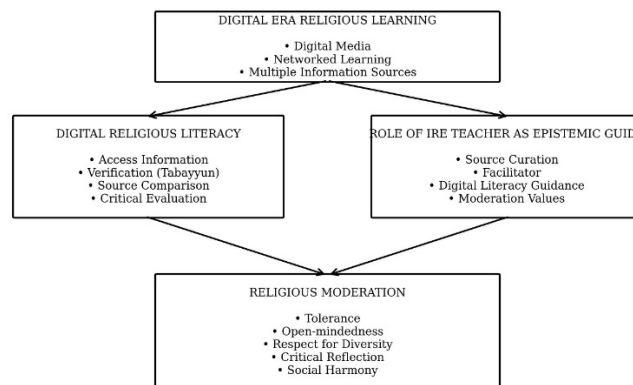 DIGITAL ERA RELIGIOUS LEARNING
• Digital Media
• Networked Learning
• Multiple Information Sources
DIGITAL RELIGIOUS LITERACY
• Access Information
• Verification (Tabayyun)
• Source Comparison
• Critical Evaluation
ROLE OF IRE TEACHER AS EPISTEMIC GUID
• Source Curation
• Facilitator
• Digital Literacy Guidance
• Moderation Values
RELIGIOUS MODERATION
• Tolerance
• Open-mindedness
• Respect for Diversity
• Critical Reflection
• Social Harmony